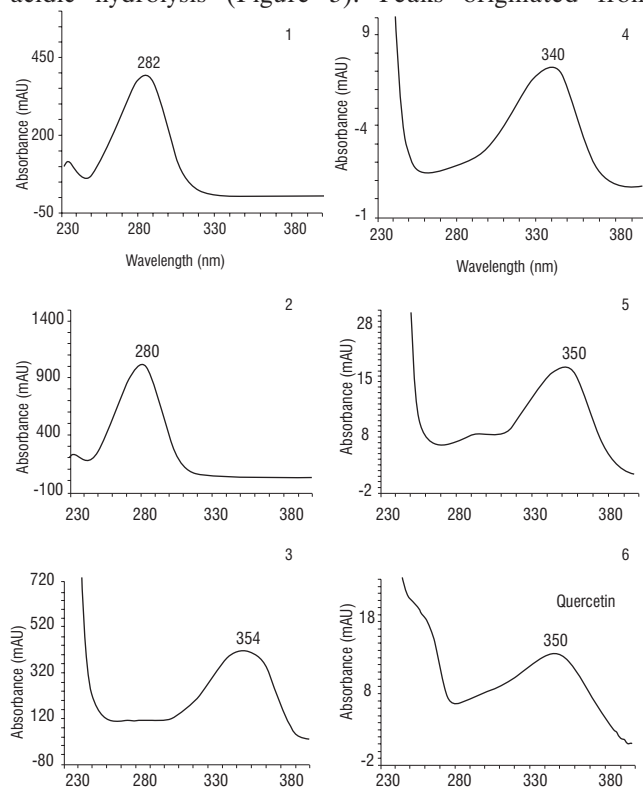 acidic hydrolysis (Figure 3). Peaks originated from
1
450
200
-50
Absorbance (mAU)
282
230 280 330 380
Wavelength (nm)
4
9
-4
-1
Absorbance (mAU)
340
230 280 330 380
Wavelength (nm)
2
1400
900
400
-100
Absorbance (mAU)
280
230 280 330 380
5
28
15
8
-2
Absorbance (mAU)
350
230 280 330 380
3
720
520
320
120
-80
Absorbance (mAU)
354
230 280 330 380
6
Quercetin
18
8
-2
Absorbance (mAU)
350
230 280 330 380